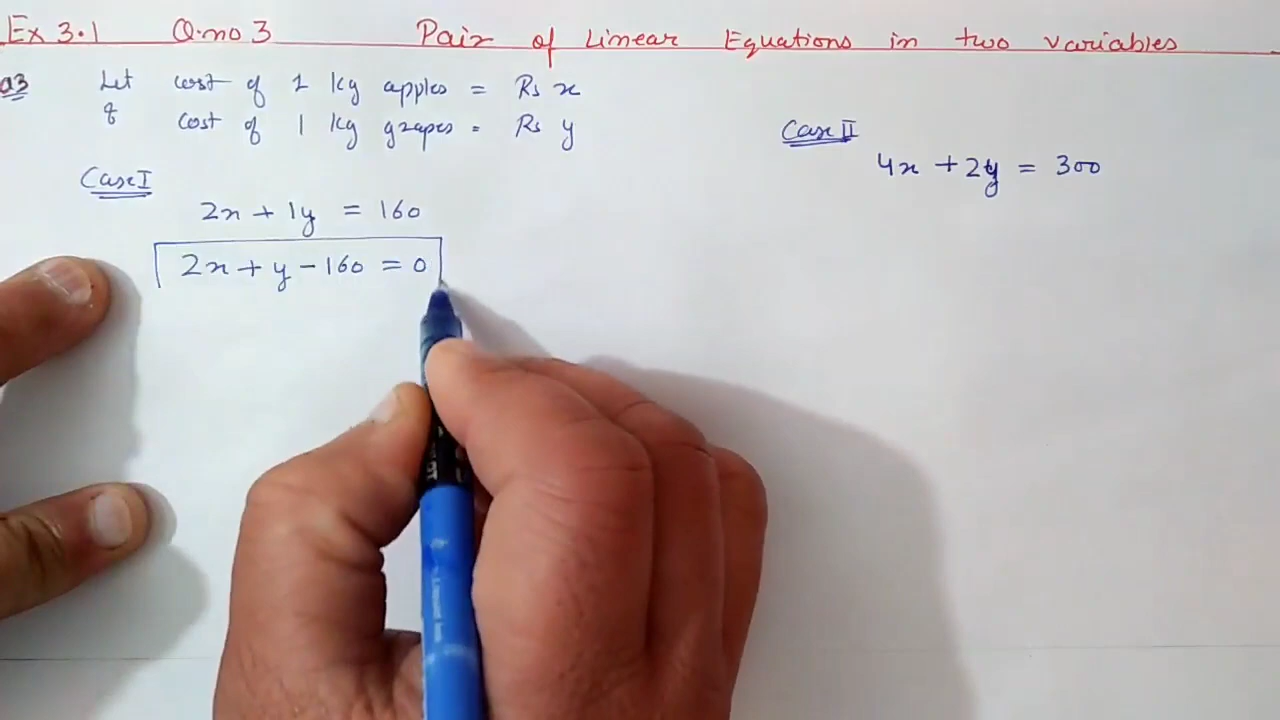 Ex 3.1 Q.no 3 Pair of Linear Equations in two variables
Q3 Let cost of 1 kg apples = Rs x
& cost of 1 kg grapes = Rs y
Case I
2x + 1y = 160
2x + y - 160 = 0
Case II
4x + 2y = 300